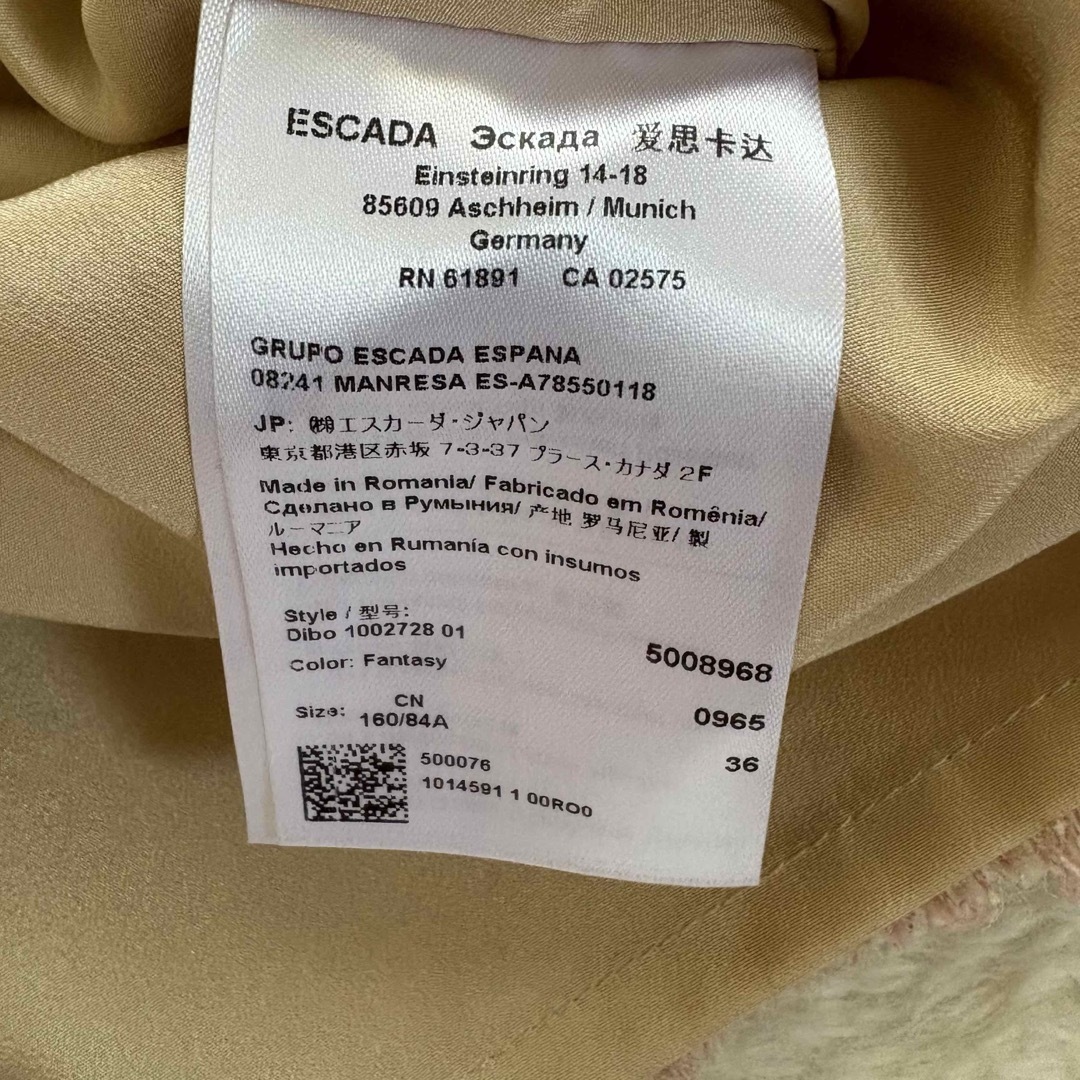 ESCADA Эскада 爱思卡达
Einsteinring 14-18
85609 Aschheim / Munich
Germany
RN 61891 CA 02575
GRUPO ESCADA ESPANA
08241 MANRESA ES-A78550118
JP: ㈱エスカーダ・ジャパン
東京都港区赤坂 7-3-37 プラース・カナダ 2F
Made in Romania/ Fabricado em Romênia/
Сделано в Румыния/ 产地 罗马尼亚/ 製
ルーマニア
Hecho en Rumanía con insumos
importados
Style / 型号:
Dibo 1002728 01
5008968
Color: Fantasy
CN
Size: 160/84A
0965
36
500076
1014591 1 00RO0